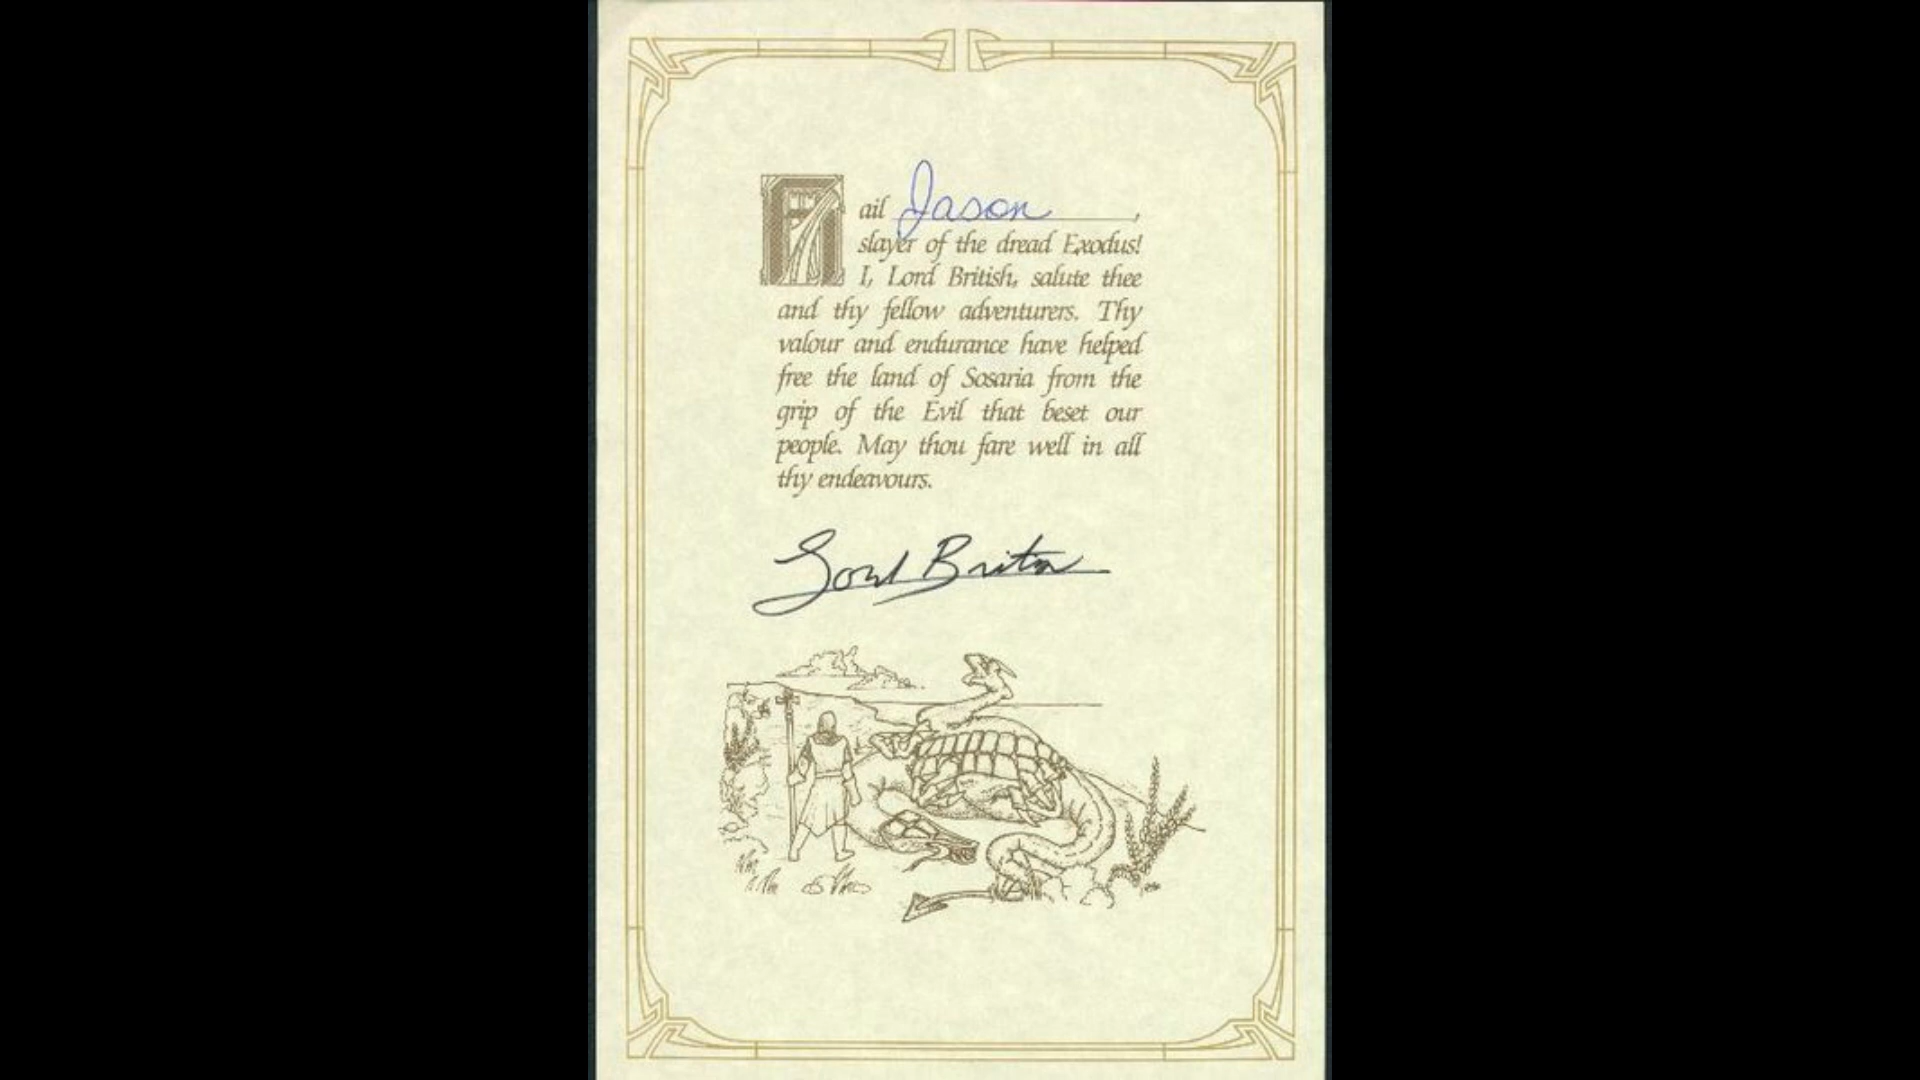 Hail Jason,
slayer of the dread Exodus!
I, Lord British, salute thee
and thy fellow adventurers. Thy
valour and endurance have helped
free the land of Sosaria from the
grip of the Evil that beset our
people. May thou fare well in all
thy endeavours.
Lord British